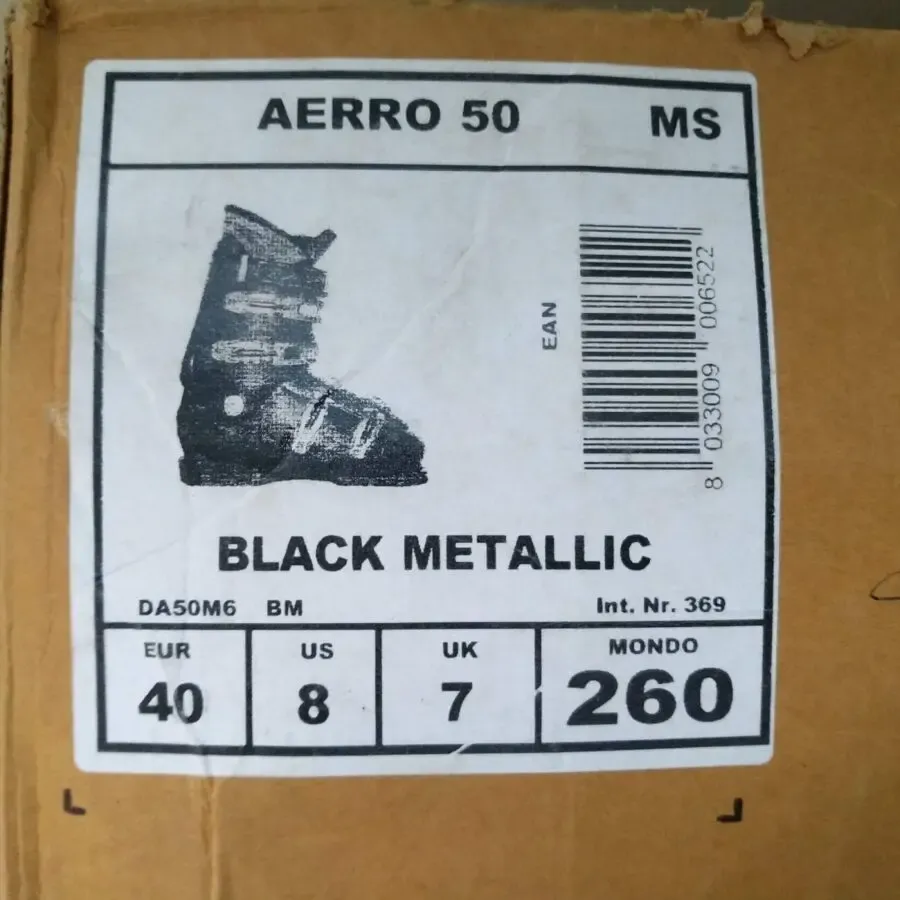 AERRO 50 MS
EAN
8 033009 006522
BLACK METALLIC
DA50M6 BM Int. Nr. 369
EUR US UK MONDO
40 8 7 260